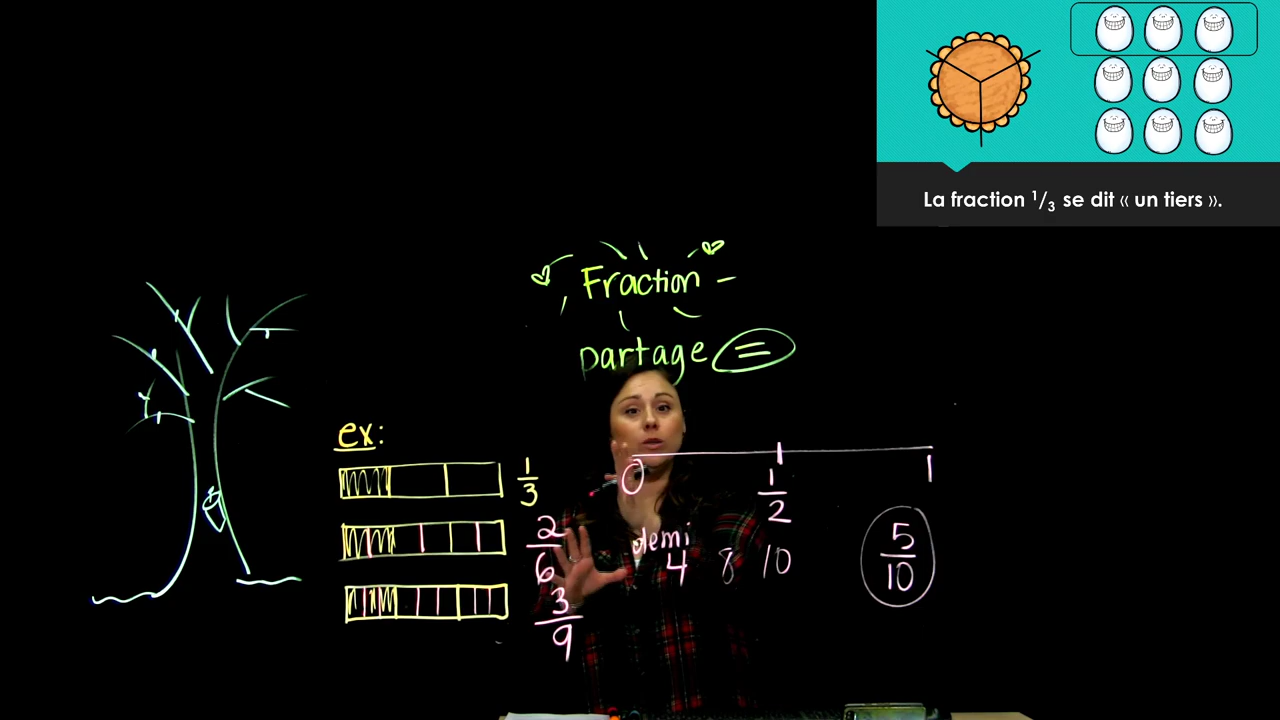 La fraction 1/3 se dit « un tiers ».
Fraction
partage =
ex:
1/3
0
1/2
1
2/6
demi
4 8 10
5/10
3/9